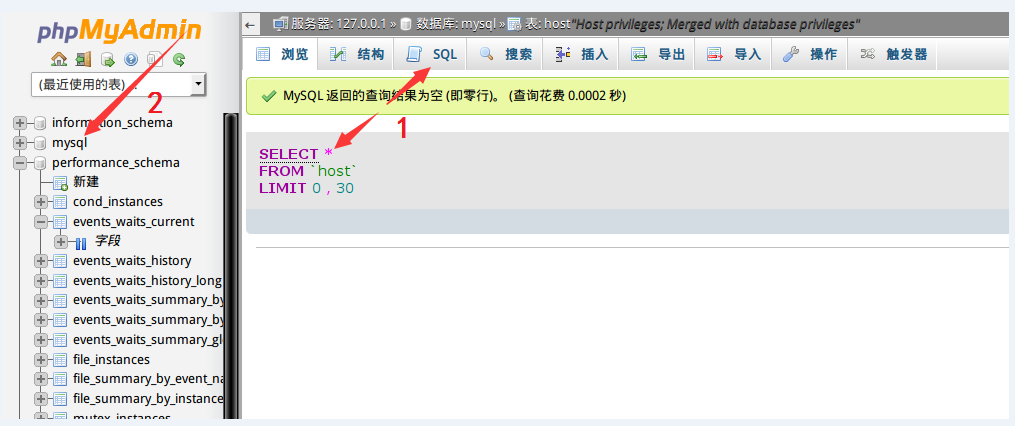 phpMyAdmin
(最近使用的表) ...
information_schema
mysql
performance_schema
新建
cond_instances
events_waits_current
字段
events_waits_history
events_waits_history_long
events_waits_summary_by
events_waits_summary_by
events_waits_summary_gl
file_instances
file_summary_by_event_na
file_summary_by_instance
mutex_instances
2
服务器: 127.0.0.1 » 数据库: mysql » 表: host "Host privileges; Merged with database privileges"
浏览 结构 SQL 搜索 插入 导出 导入 操作 触发器
MySQL 返回的查询结果为空 (即零行)。 (查询花费 0.0002 秒)
1
SELECT *
FROM `host`
LIMIT 0 , 30